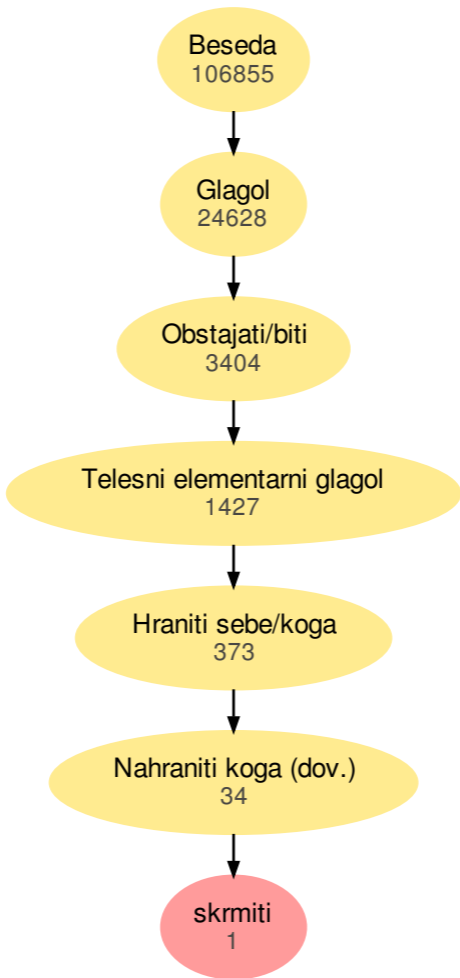 Beseda
106855
Glagol
24628
Obstajati/biti
3404
Telesni elementarni glagol
1427
Hraniti sebe/koga
373
Nahraniti koga (dov.)
34
skrmiti
1